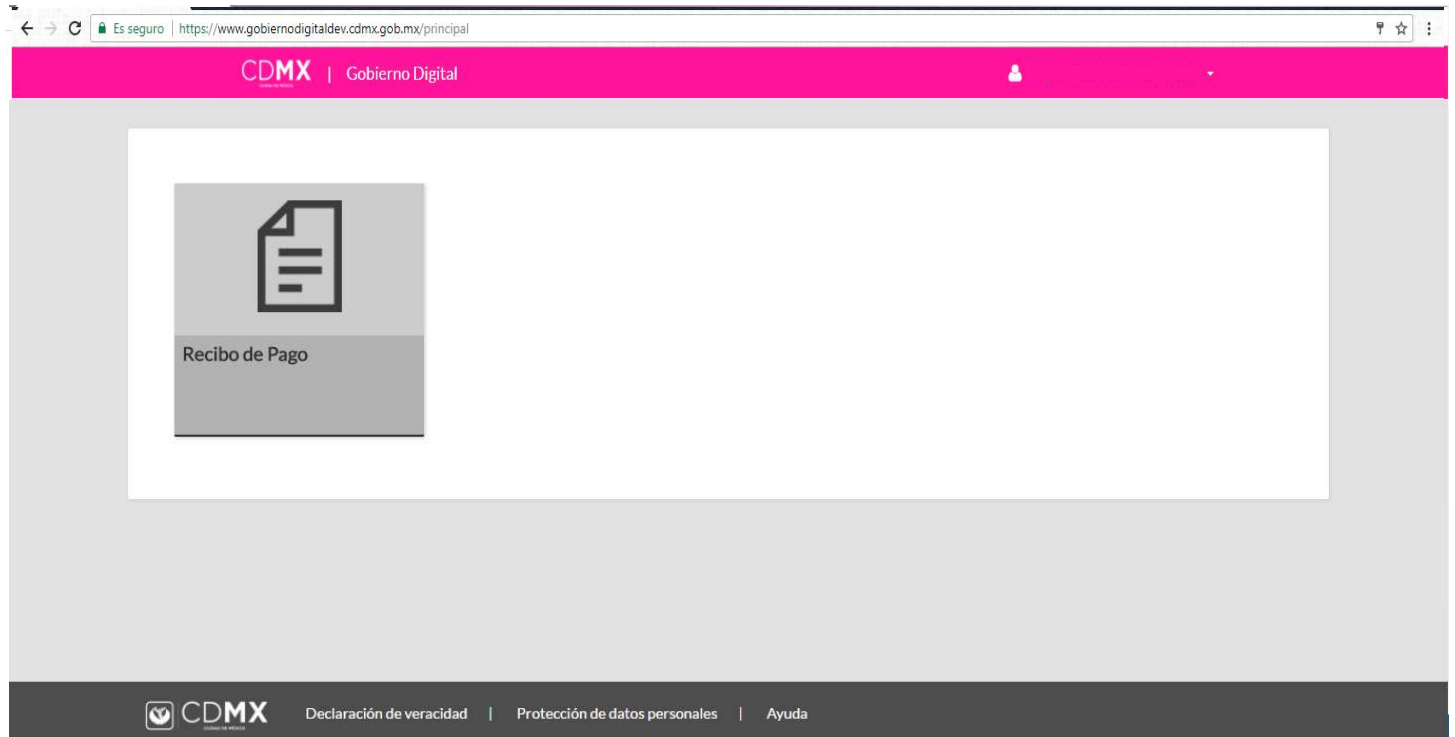 Es seguro | https://www.gobiernodigitaldev.cdmx.gob.mx/principal
CDMX | Gobierno Digital
Recibo de Pago
CDMX Declaración de veracidad | Protección de datos personales | Ayuda